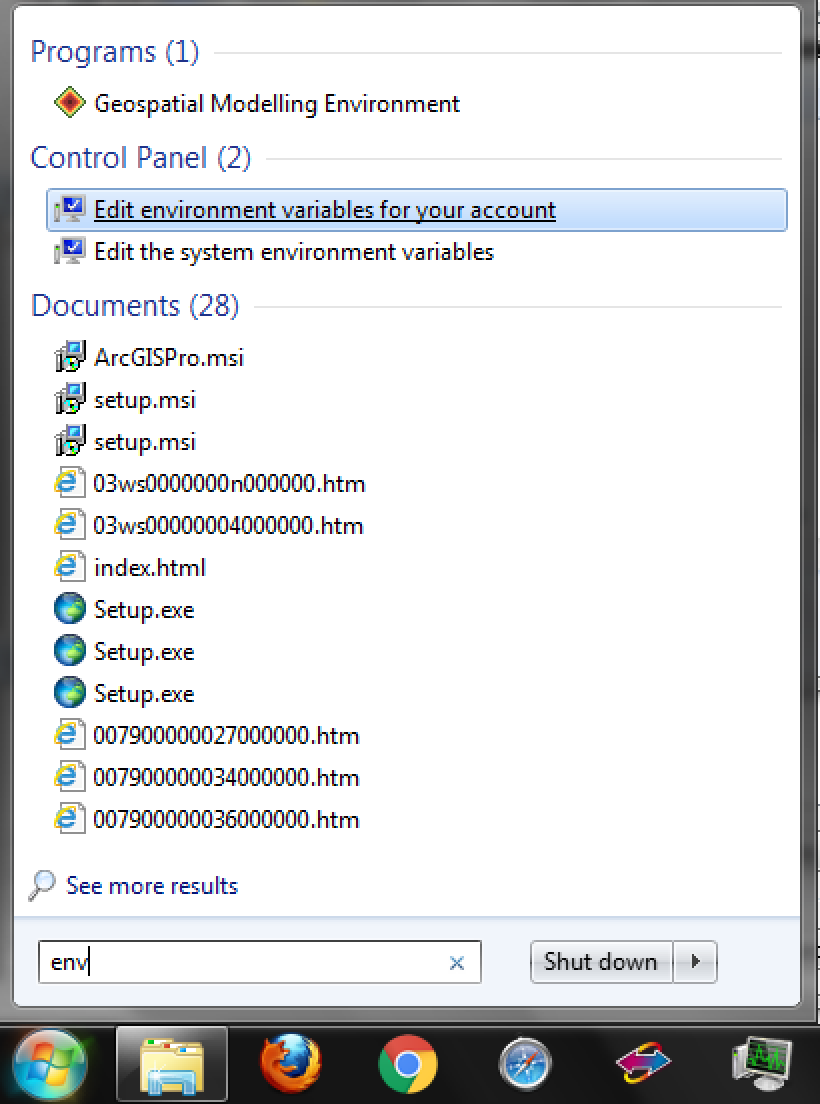 Programs (1)
Geospatial Modelling Environment
Control Panel (2)
Edit environment variables for your account
Edit the system environment variables
Documents (28)
ArcGISPro.msi
setup.msi
setup.msi
03ws0000000n000000.htm
03ws00000004000000.htm
index.html
Setup.exe
Setup.exe
Setup.exe
007900000027000000.htm
007900000034000000.htm
007900000036000000.htm
See more results
env
Shut down